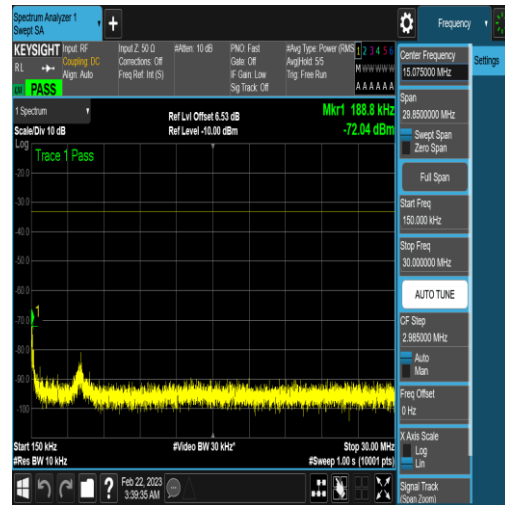 Spectrum Analyzer 1
Swept SA
Frequency
KEYSIGHT
RL
PASS
Input: RF
Coupling: DC
Align: Auto
Input Z: 50 Ω
Corrections: Off
Freq Ref: Int (S)
#Atten: 10 dB
PNO: Fast
Gate: Off
IF Gain: Low
Sig Track: Off
#Avg Type: Power (RMS
Avg|Hold: 5/5
Trig: Free Run
1 2 3 4 5 6
M W W W W W
A A A A A A
1 Spectrum
Scale/Div 10 dB
Ref Lvl Offset 6.53 dB
Ref Level -10.00 dBm
Mkr1 188.8 kHz
-72.04 dBm
Log
Trace 1 Pass
-20.0
-30.0
-40.0
-50.0
-60.0
-70.0
-80.0
-90.0
-100
1
Start 150 kHz
#Res BW 10 kHz
#Video BW 30 kHz*
Stop 30.00 MHz
#Sweep 1.00 s (10001 pts)
Feb 22, 2023
3:39:35 AM
Settings
Center Frequency
15.075000 MHz
Span
29.8500000 MHz
Swept Span
Zero Span
Full Span
Start Freq
150.000 kHz
Stop Freq
30.000000 MHz
AUTO TUNE
CF Step
2.985000 MHz
Auto
Man
Freq Offset
0 Hz
X Axis Scale
Log
Lin
Signal Track
(Span Zoom)